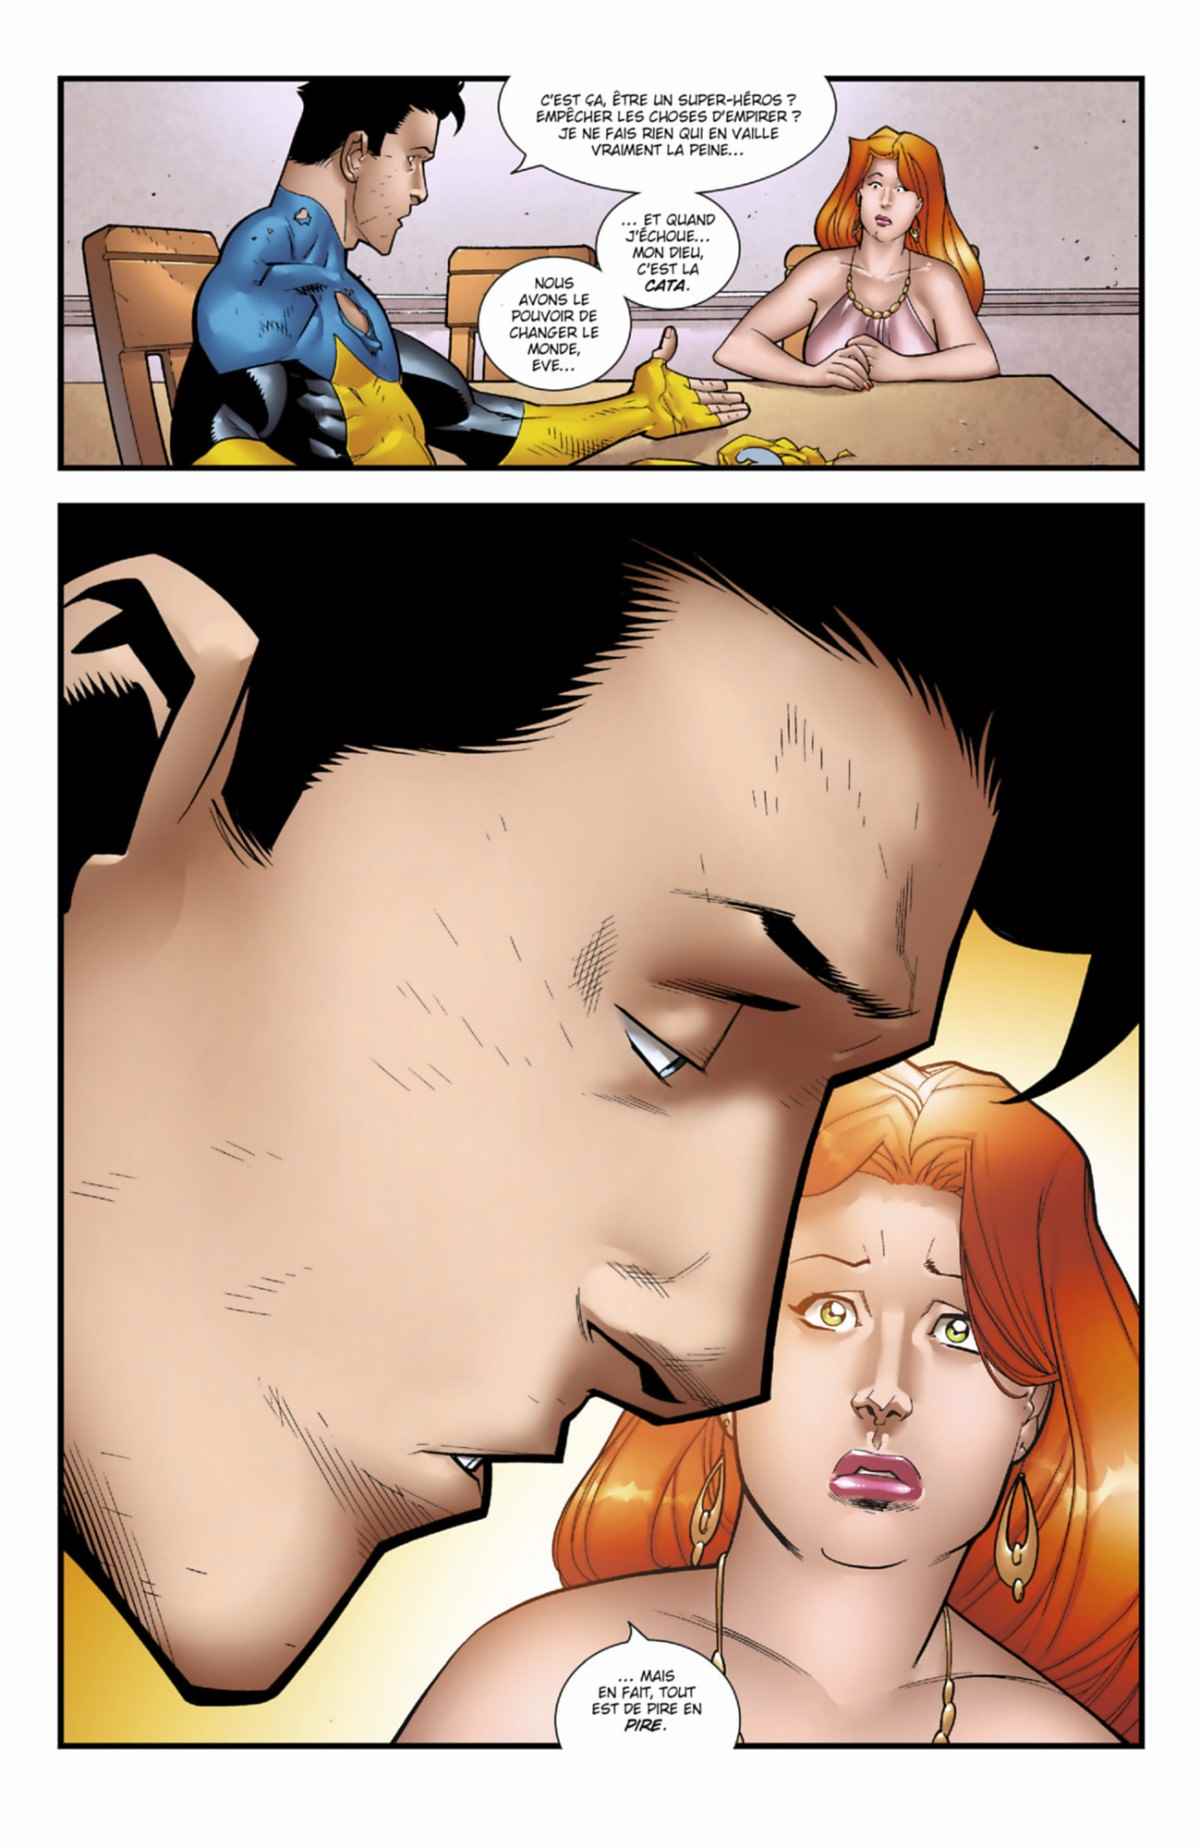 C'EST ÇA, ÊTRE UN SUPER-HÉROS ?
EMPÊCHER LES CHOSES D'EMPIRER ?
JE NE FAIS RIEN QUI EN VAILLE
VRAIMENT LA PEINE...
... ET QUAND
J'ÉCHOUE...
MON DIEU,
C'EST LA
CATA.
NOUS
AVONS LE
POUVOIR DE
CHANGER LE
MONDE,
EVE...
... MAIS
EN FAIT, TOUT
EST DE PIRE EN
PIRE.